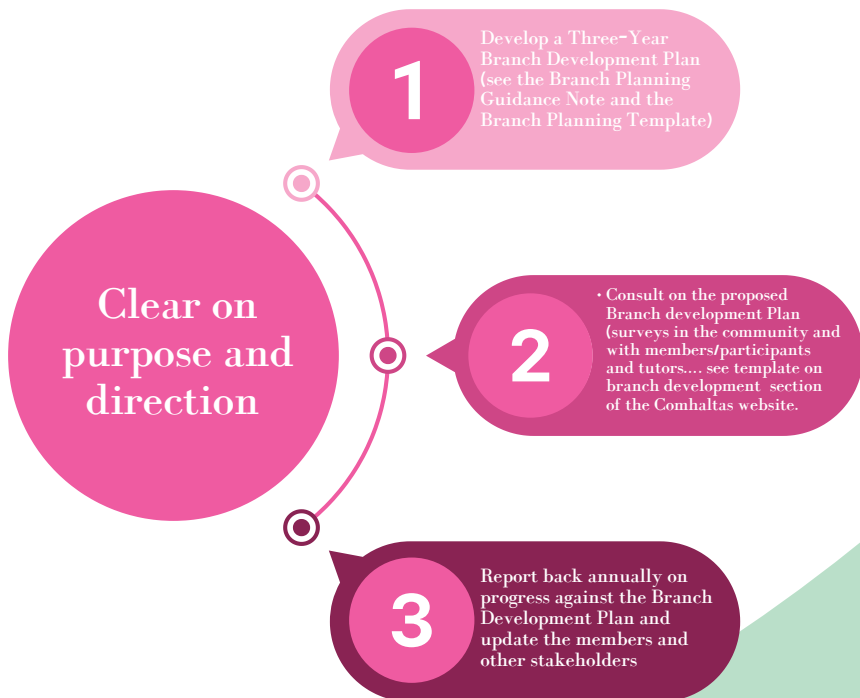 1
Develop a Three-Year
Branch Development Plan
(see the Branch Planning
Guidance Note and the
Branch Planning Template)
Clear on
purpose and
direction
2
• Consult on the proposed
Branch development Plan
(surveys in the community and
with members/participants
and tutors.... see template on
branch development section
of the Comhaltas website.
3
Report back annually on
progress against the Branch
Development Plan and
update the members and
other stakeholders